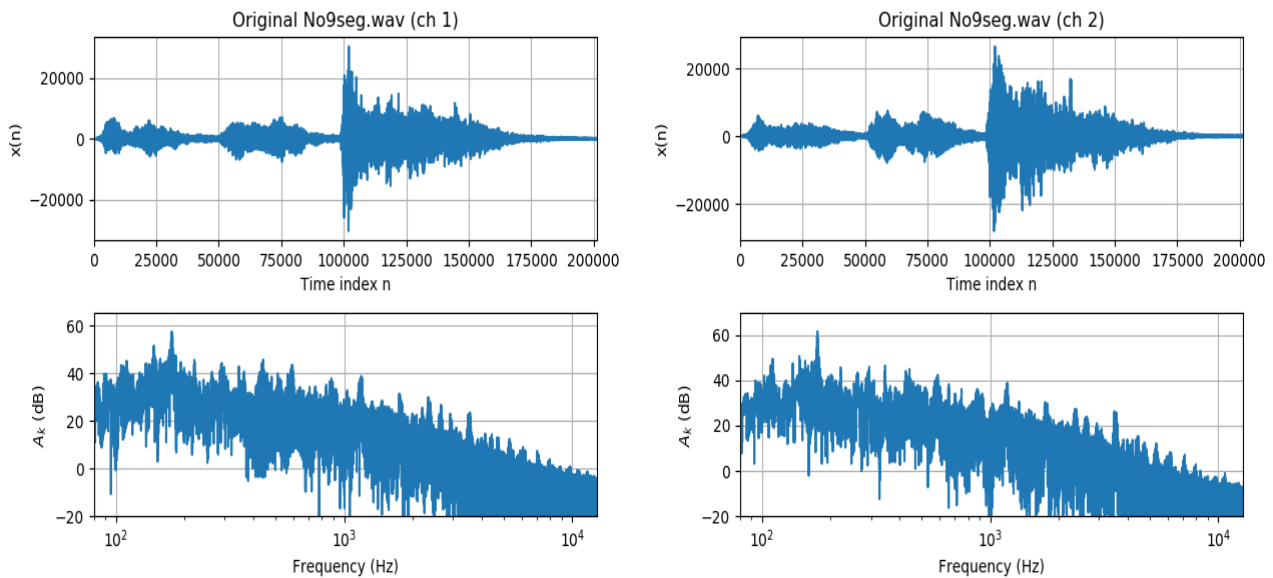 Original No9seg.wav (ch 1)
20000
0
−20000
x(n)
0 25000 50000 75000 100000 125000 150000 175000 200000
Time index n
60
40
20
0
−20
A_k (dB)
10^2 10^3 10^4
Frequency (Hz)
Original No9seg.wav (ch 2)
20000
0
−20000
x(n)
0 25000 50000 75000 100000 125000 150000 175000 200000
Time index n
60
40
20
0
−20
A_k (dB)
10^2 10^3 10^4
Frequency (Hz)